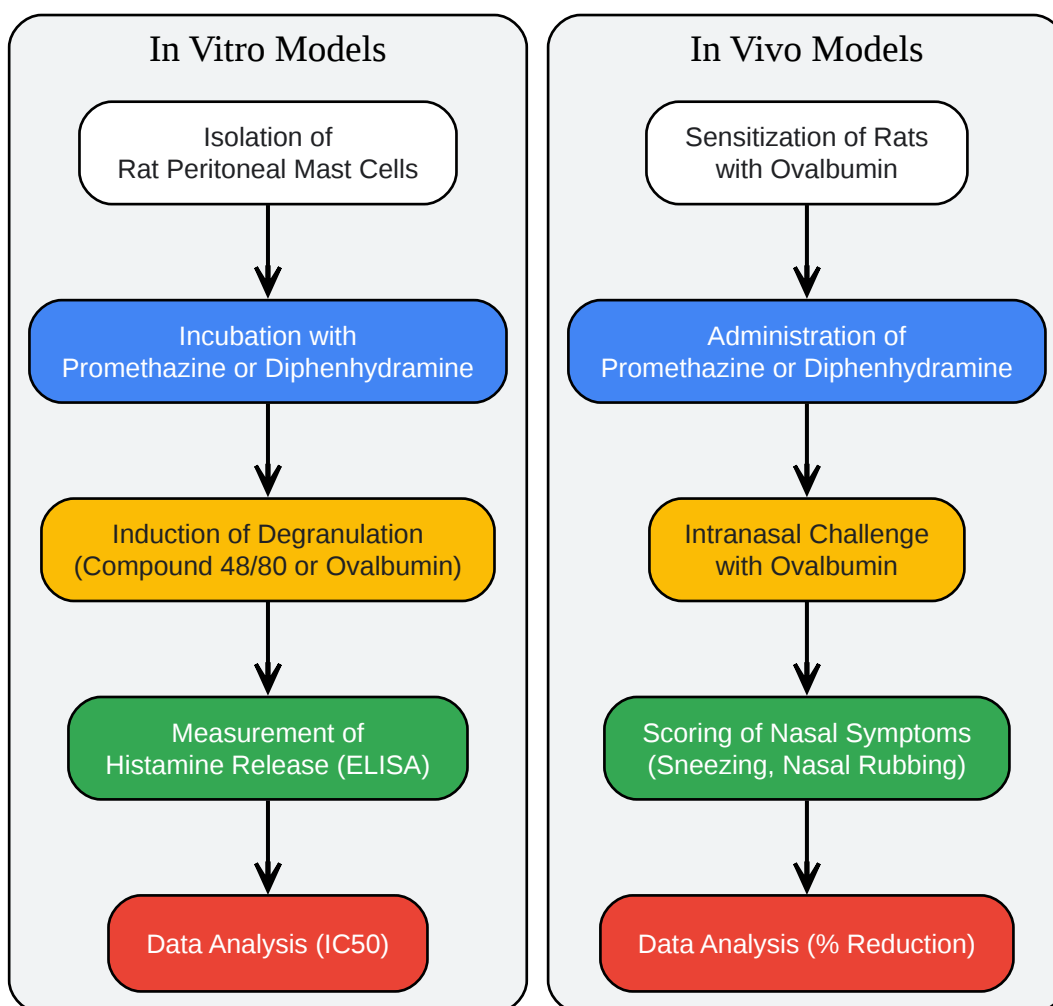 In Vitro Models
Isolation of
Rat Peritoneal Mast Cells
Incubation with
Promethazine or Diphenhydramine
Induction of Degranulation
(Compound 48/80 or Ovalbumin)
Measurement of
Histamine Release (ELISA)
Data Analysis (IC50)
In Vivo Models
Sensitization of Rats
with Ovalbumin
Administration of
Promethazine or Diphenhydramine
Intranasal Challenge
with Ovalbumin
Scoring of Nasal Symptoms
(Sneezing, Nasal Rubbing)
Data Analysis (% Reduction)